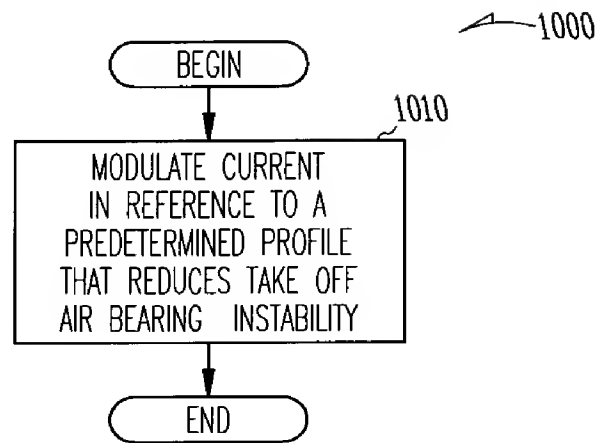 1000
BEGIN
1010
MODULATE CURRENT
IN REFERENCE TO A
PREDETERMINED PROFILE
THAT REDUCES TAKE OFF
AIR BEARING INSTABILITY
END